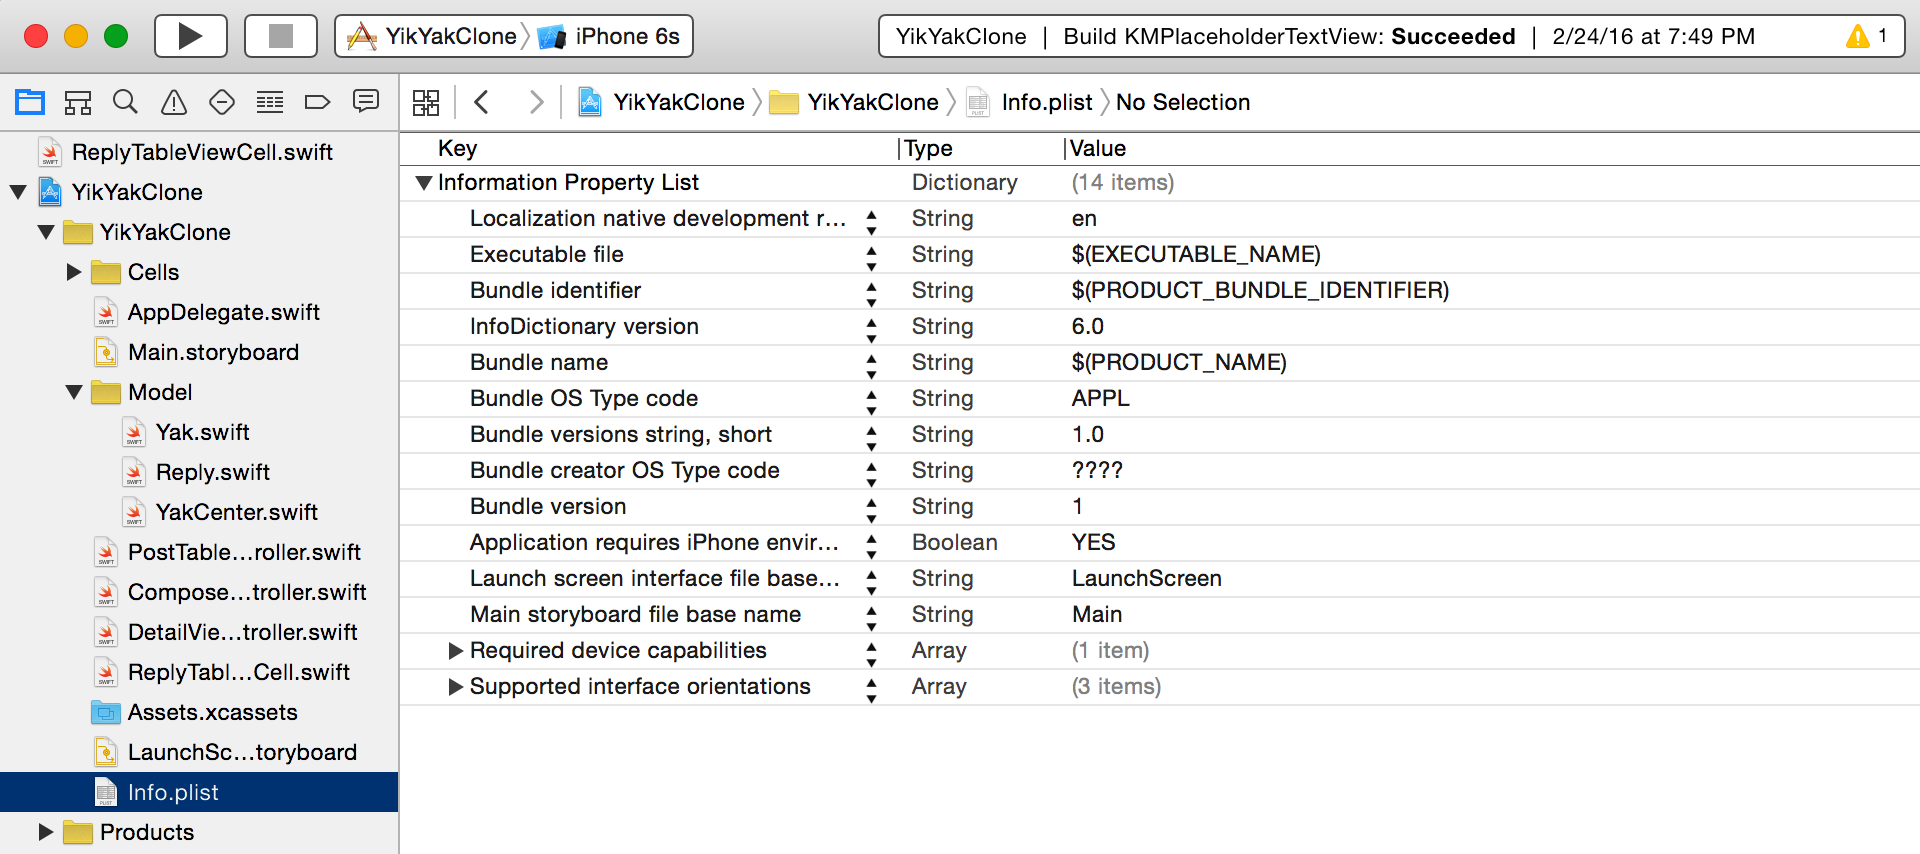 YikYakClone iPhone 6s YikYakClone | Build KMPlaceholderTextView: Succeeded | 2/24/16 at 7:49 PM 1
YikYakClone YikYakClone Info.plist No Selection
ReplyTableViewCell.swift
YikYakClone
YikYakClone
Cells
AppDelegate.swift
Main.storyboard
Model
Yak.swift
Reply.swift
YakCenter.swift
PostTable...roller.swift
Compose...troller.swift
DetailVie...troller.swift
ReplyTabl...Cell.swift
Assets.xcassets
LaunchSc...toryboard
Info.plist
Products
Key Type Value
Information Property List Dictionary (14 items)
Localization native development r... String en
Executable file String $(EXECUTABLE_NAME)
Bundle identifier String $(PRODUCT_BUNDLE_IDENTIFIER)
InfoDictionary version String 6.0
Bundle name String $(PRODUCT_NAME)
Bundle OS Type code String APPL
Bundle versions string, short String 1.0
Bundle creator OS Type code String ????
Bundle version String 1
Application requires iPhone envir... Boolean YES
Launch screen interface file base... String LaunchScreen
Main storyboard file base name String Main
Required device capabilities Array (1 item)
Supported interface orientations Array (3 items)